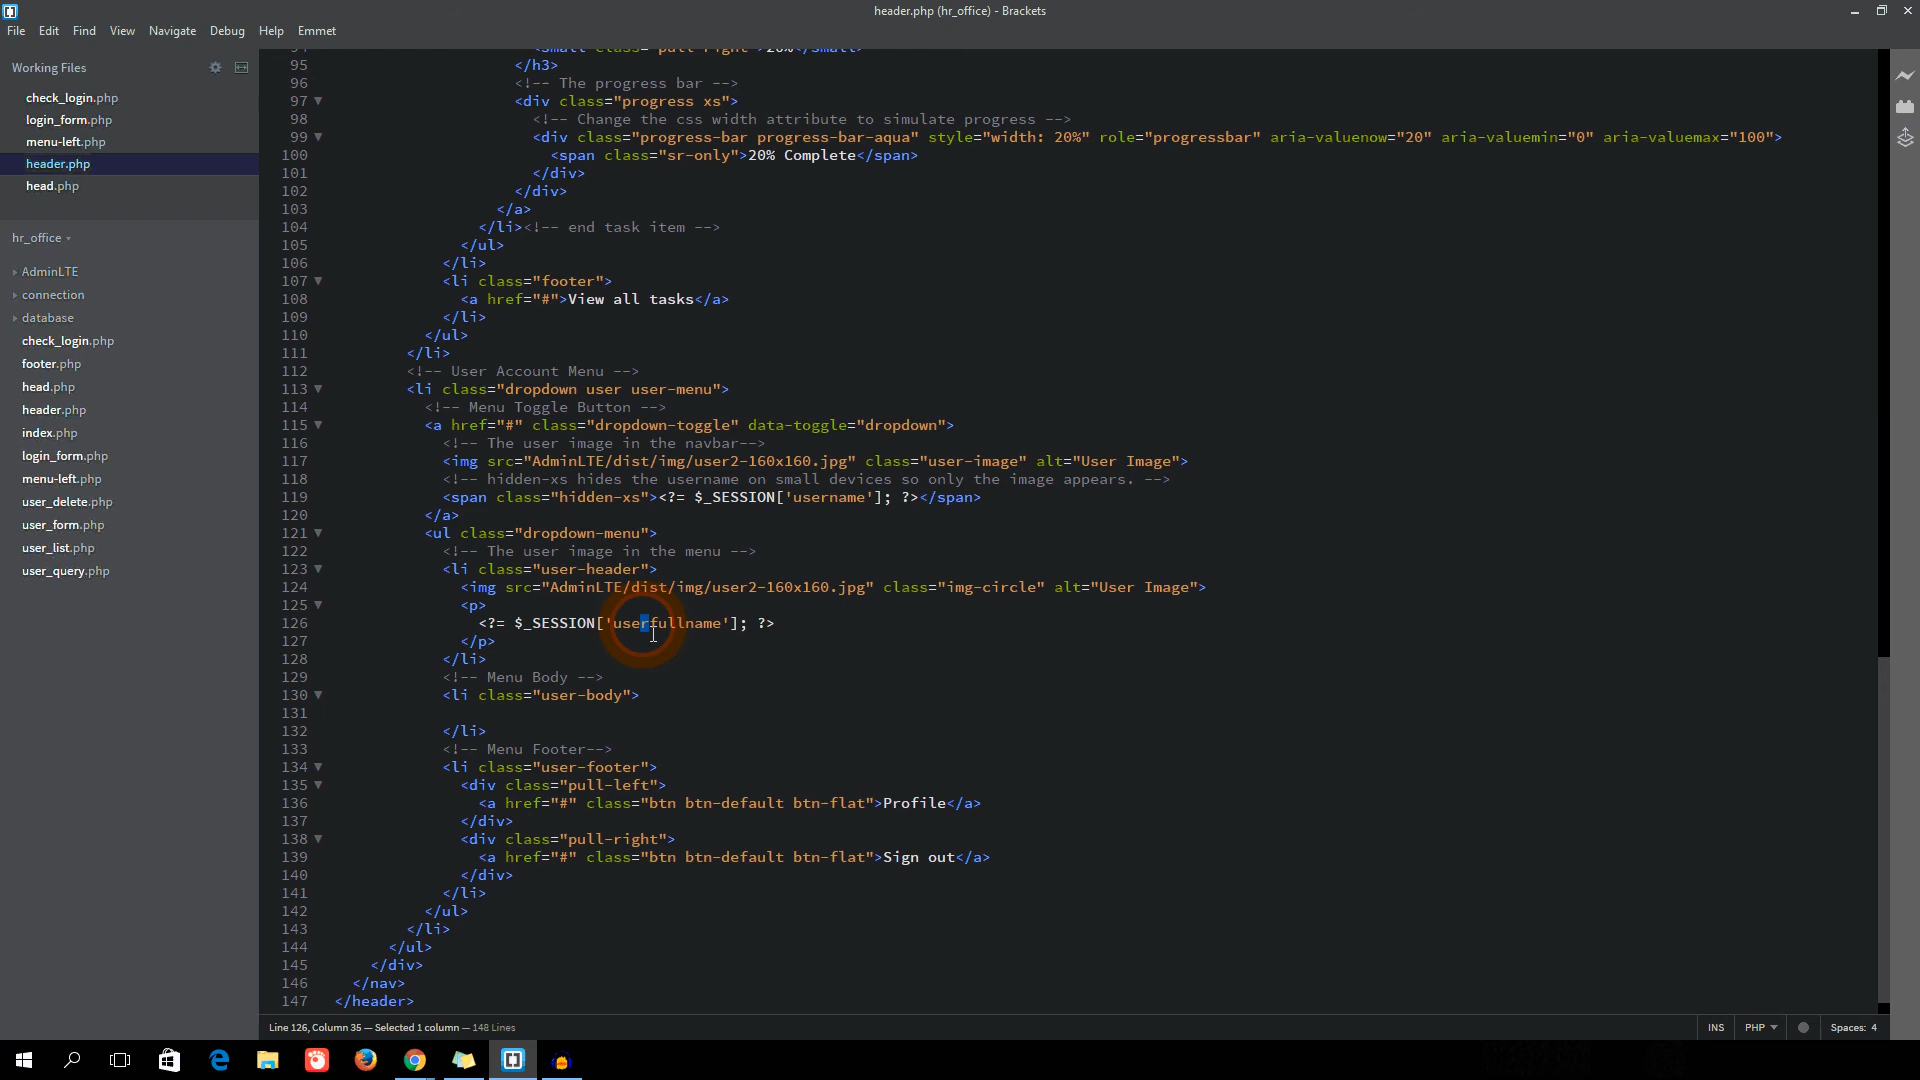 header.php (hr_office) - Brackets
File Edit Find View Navigate Debug Help Emmet
Working Files
check_login.php
login_form.php
menu-left.php
header.php
head.php
hr_office
AdminLTE
connection
database
check_login.php
footer.php
head.php
header.php
index.php
login_form.php
menu-left.php
user_delete.php
user_form.php
user_list.php
user_query.php
95 </h3>
96 <!-- The progress bar -->
97 <div class="progress xs">
98 <!-- Change the css width attribute to simulate progress -->
99 <div class="progress-bar progress-bar-aqua" style="width: 20%" role="progressbar" aria-valuenow="20" aria-valuemin="0" aria-valuemax="100">
100 <span class="sr-only">20% Complete</span>
101 </div>
102 </div>
103 </a>
104 </li><!-- end task item -->
105 </ul>
106 </li>
107 <li class="footer">
108 <a href="#">View all tasks</a>
109 </li>
110 </ul>
111 </li>
112 <!-- User Account Menu -->
113 <li class="dropdown user user-menu">
114 <!-- Menu Toggle Button -->
115 <a href="#" class="dropdown-toggle" data-toggle="dropdown">
116 <!-- The user image in the navbar-->
117 <img src="AdminLTE/dist/img/user2-160x160.jpg" class="user-image" alt="User Image">
118 <!-- hidden-xs hides the username on small devices so only the image appears. -->
119 <span class="hidden-xs"><?= $_SESSION['username']; ?></span>
120 </a>
121 <ul class="dropdown-menu">
122 <!-- The user image in the menu -->
123 <li class="user-header">
124 <img src="AdminLTE/dist/img/user2-160x160.jpg" class="img-circle" alt="User Image">
125 <p>
126 <?= $_SESSION['userfullname']; ?>
127 </p>
128 </li>
129 <!-- Menu Body -->
130 <li class="user-body">
131
132 </li>
133 <!-- Menu Footer-->
134 <li class="user-footer">
135 <div class="pull-left">
136 <a href="#" class="btn btn-default btn-flat">Profile</a>
137 </div>
138 <div class="pull-right">
139 <a href="#" class="btn btn-default btn-flat">Sign out</a>
140 </div>
141 </li>
142 </ul>
143 </li>
144 </ul>
145 </div>
146 </nav>
147 </header>
Line 126, Column 35 — Selected 1 column — 148 Lines
INS PHP Spaces: 4